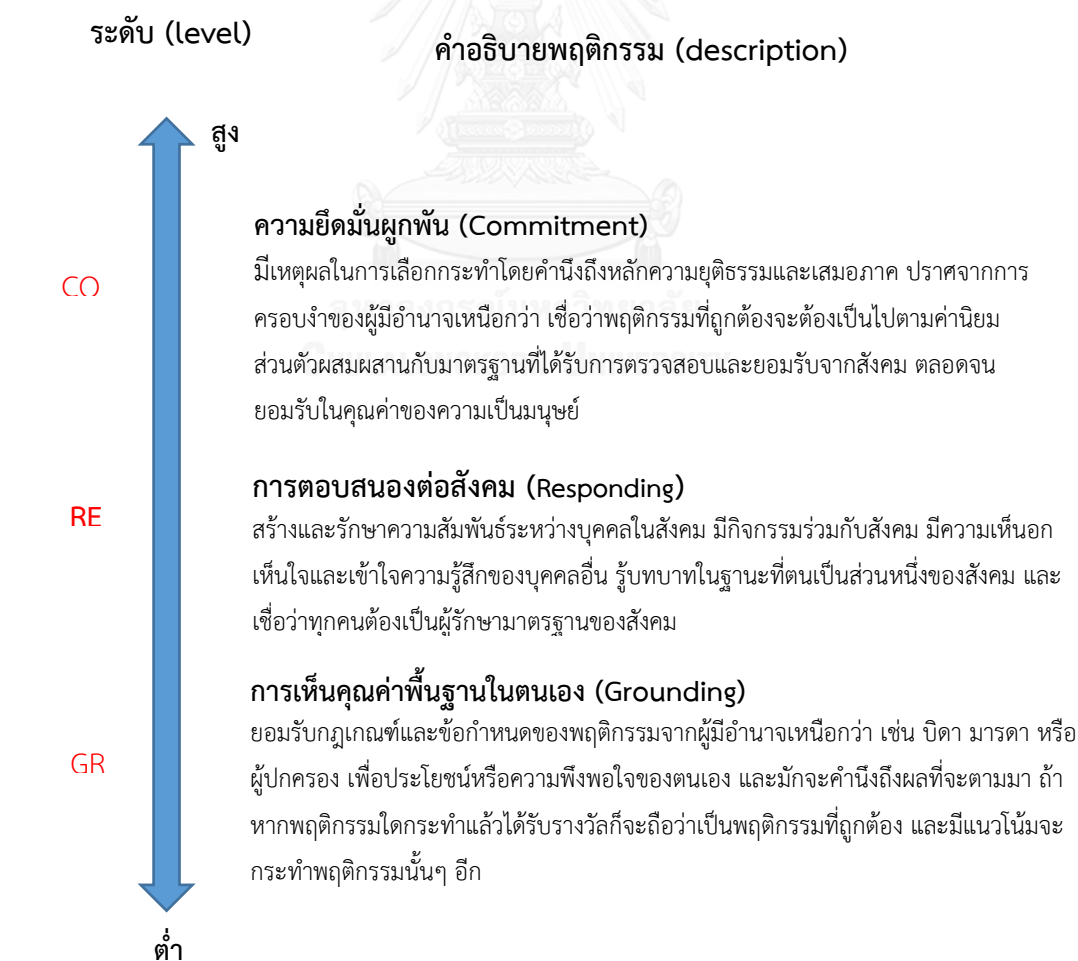 ระดับ (level)
คำอธิบายพฤติกรรม (description)
สูง
ความยึดมั่นผูกพัน (Commitment)
CO
มีเหตุผลในการเลือกกระทำโดยคำนึงถึงหลักความยุติธรรมและเสมอภาค ปราศจากการ
ครอบงำของผู้มีอำนาจเหนือกว่า เชื่อว่าพฤติกรรมที่ถูกต้องจะต้องเป็นไปตามค่านิยม
ส่วนตัวผสมผสานกับมาตรฐานที่ได้รับการตรวจสอบและยอมรับจากสังคม ตลอดจน
ยอมรับในคุณค่าของความเป็นมนุษย์
การตอบสนองต่อสังคม (Responding)
RE
สร้างและรักษาความสัมพันธ์ระหว่างบุคคลในสังคม มีกิจกรรมร่วมกับสังคม มีความเห็นอก
เห็นใจและเข้าใจความรู้สึกของบุคคลอื่น รู้บทบาทในฐานะที่ตนเป็นส่วนหนึ่งของสังคม และ
เชื่อว่าทุกคนต้องเป็นผู้รักษามาตรฐานของสังคม
การเห็นคุณค่าพื้นฐานในตนเอง (Grounding)
ยอมรับกฎเกณฑ์และข้อกำหนดของพฤติกรรมจากผู้มีอำนาจเหนือกว่า เช่น บิดา มารดา หรือ
GR
ผู้ปกครอง เพื่อประโยชน์หรือความพึงพอใจของตนเอง และมักจะคำนึงถึงผลที่จะตามมา ถ้า
หากพฤติกรรมใดกระทำแล้วได้รับรางวัลก็จะถือว่าเป็นพฤติกรรมที่ถูกต้อง และมีแนวโน้มจะ
กระทำพฤติกรรมนั้นๆ อีก
ต่ำ